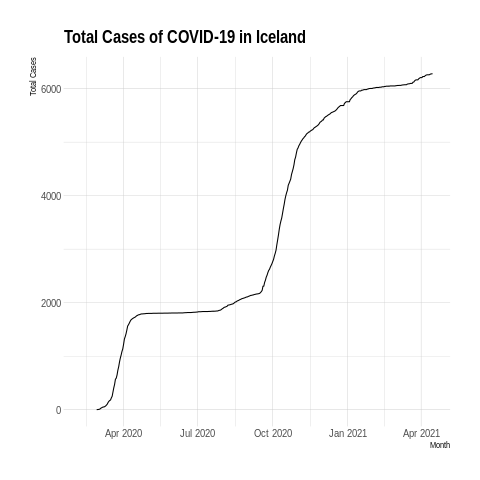 Total Cases of COVID-19 in Iceland
Total Cases
6000
4000
2000
0
Apr 2020 Jul 2020 Oct 2020 Jan 2021 Apr 2021
Month